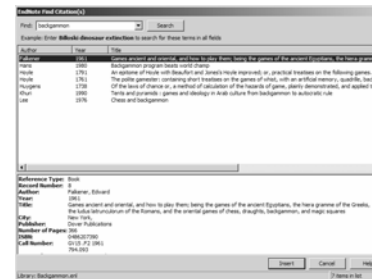 EndNote Find Citation(s)
Find: backgammon Search
Example: Enter Billoski dinosaur extinction to search for these terms in all fields
Author Year Title
Falkener 1961 Games ancient and oriental, and how to play them; being the games of the ancient Egyptians, the hiera gramme
Hans 1980 Backgammon program beats world champ
Hoyle 1791 An epitome of Hoyle with Beaufort and Jones's Hoyle improved; or, practical treatises on the following games.
Hoyle 1761 The polite gamester: containing short treatises on the games of whist, with an artificial memory, quadrille, bac
Huygens 1738 Of the laws of chance or, a method of calculation of the hazards of game, plainly demonstrated, and applied t
Khuri 1990 Tents and pyramids : games and ideology in Arab culture from backgammon to autocratic rule
Lee 1976 Chess and backgammon
Reference Type: Book
Record Number: 8
Author: Falkener, Edward
Year: 1961
Title: Games ancient and oriental, and how to play them; being the games of the ancient Egyptians, the hiera gramme of the Greeks,
the ludus latrunculorum of the Romans, and the oriental games of chess, draughts, backgammon, and magic squares
City: New York,
Publisher: Dover Publications
Number of Pages: 366
ISBN: 0486207390
Call Number: GV15 .F2 1961
794.093
Insert Cancel Help
Library: Backgammon.enl 7 items in list